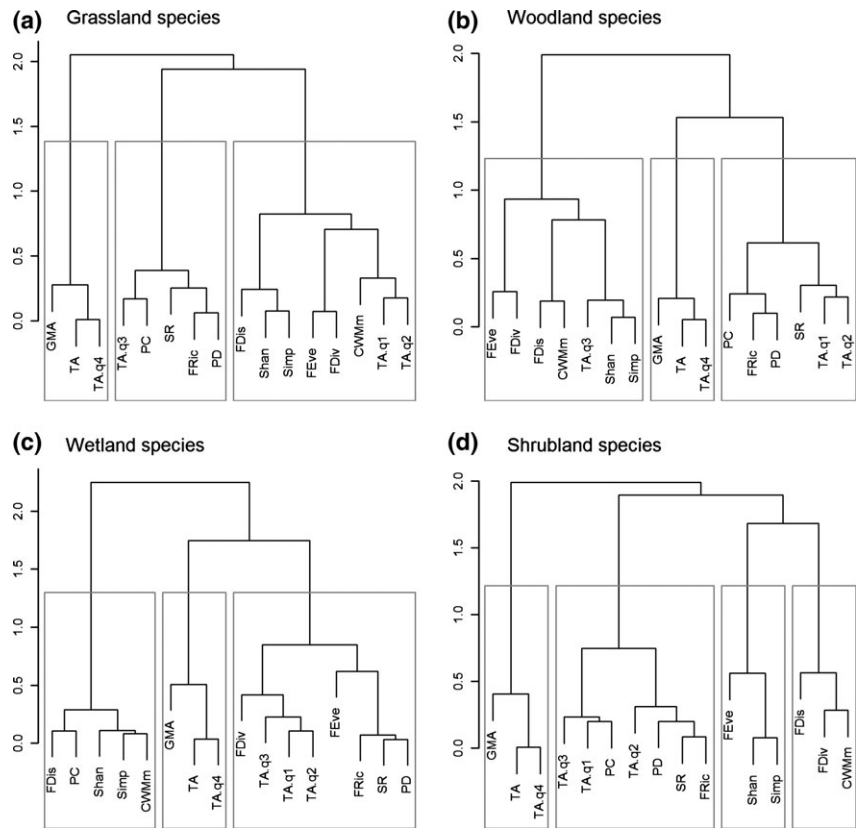 (a) Grassland species
2.0
1.5
1.0
0.5
0.0
GMA
TA
TA.q4
TA.q3
PC
SR
FRic
PD
FDis
Shan
Simp
FEve
FDiv
CWMm
TA.q1
TA.q2
(b) Woodland species
2.0
1.5
1.0
0.5
0.0
FEve
FDiv
FDis
CWMm
TA.q3
Shan
Simp
GMA
TA
TA.q4
PC
FRic
PD
SR
TA.q1
TA.q2
(c) Wetland species
2.0
1.5
1.0
0.5
0.0
FDis
PC
Shan
Simp
CWMm
GMA
TA
TA.q4
FDiv
TA.q3
TA.q1
TA.q2
FEve
FRic
SR
PD
(d) Shrubland species
2.0
1.5
1.0
0.5
0.0
GMA
TA
TA.q4
TA.q3
TA.q1
PC
TA.q2
PD
SR
FRic
FEve
Shan
Simp
FDis
FDiv
CWMm